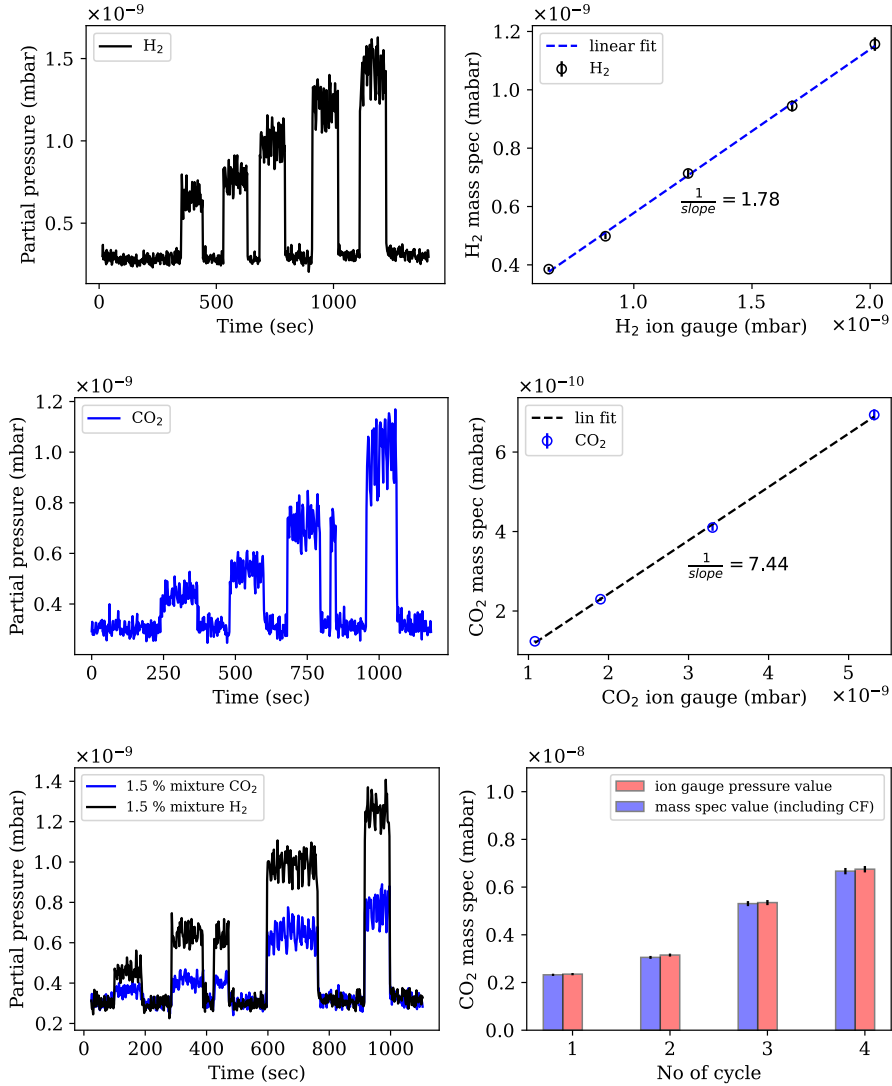 ×10⁻⁹
H₂
1.5
1.0
0.5
Partial pressure (mbar)
0
500
1000
Time (sec)
linear fit
H₂
1.2
1.0
0.8
0.6
0.4
H₂ mass spec (mabar)
1/slope = 1.78
1.0
1.5
2.0
H₂ ion gauge (mbar)
×10⁻⁹
×10⁻⁹
CO₂
1.2
1.0
0.8
0.6
0.4
Partial pressure (mbar)
0
250
500
750
1000
Time (sec)
×10⁻¹⁰
lin fit
CO₂
6
4
2
CO₂ mass spec (mabar)
1/slope = 7.44
1
2
3
4
5
CO₂ ion gauge (mbar)
×10⁻⁹
×10⁻⁹
1.5 % mixture CO₂
1.5 % mixture H₂
1.4
1.2
1.0
0.8
0.6
0.4
0.2
Partial pressure (mbar)
0
200
400
600
800
1000
Time (sec)
×10⁻⁸
ion gauge pressure value
mass spec value (including CF)
1.0
0.8
0.6
0.4
0.2
0.0
CO₂ mass spec (mabar)
1
2
3
4
No of cycle